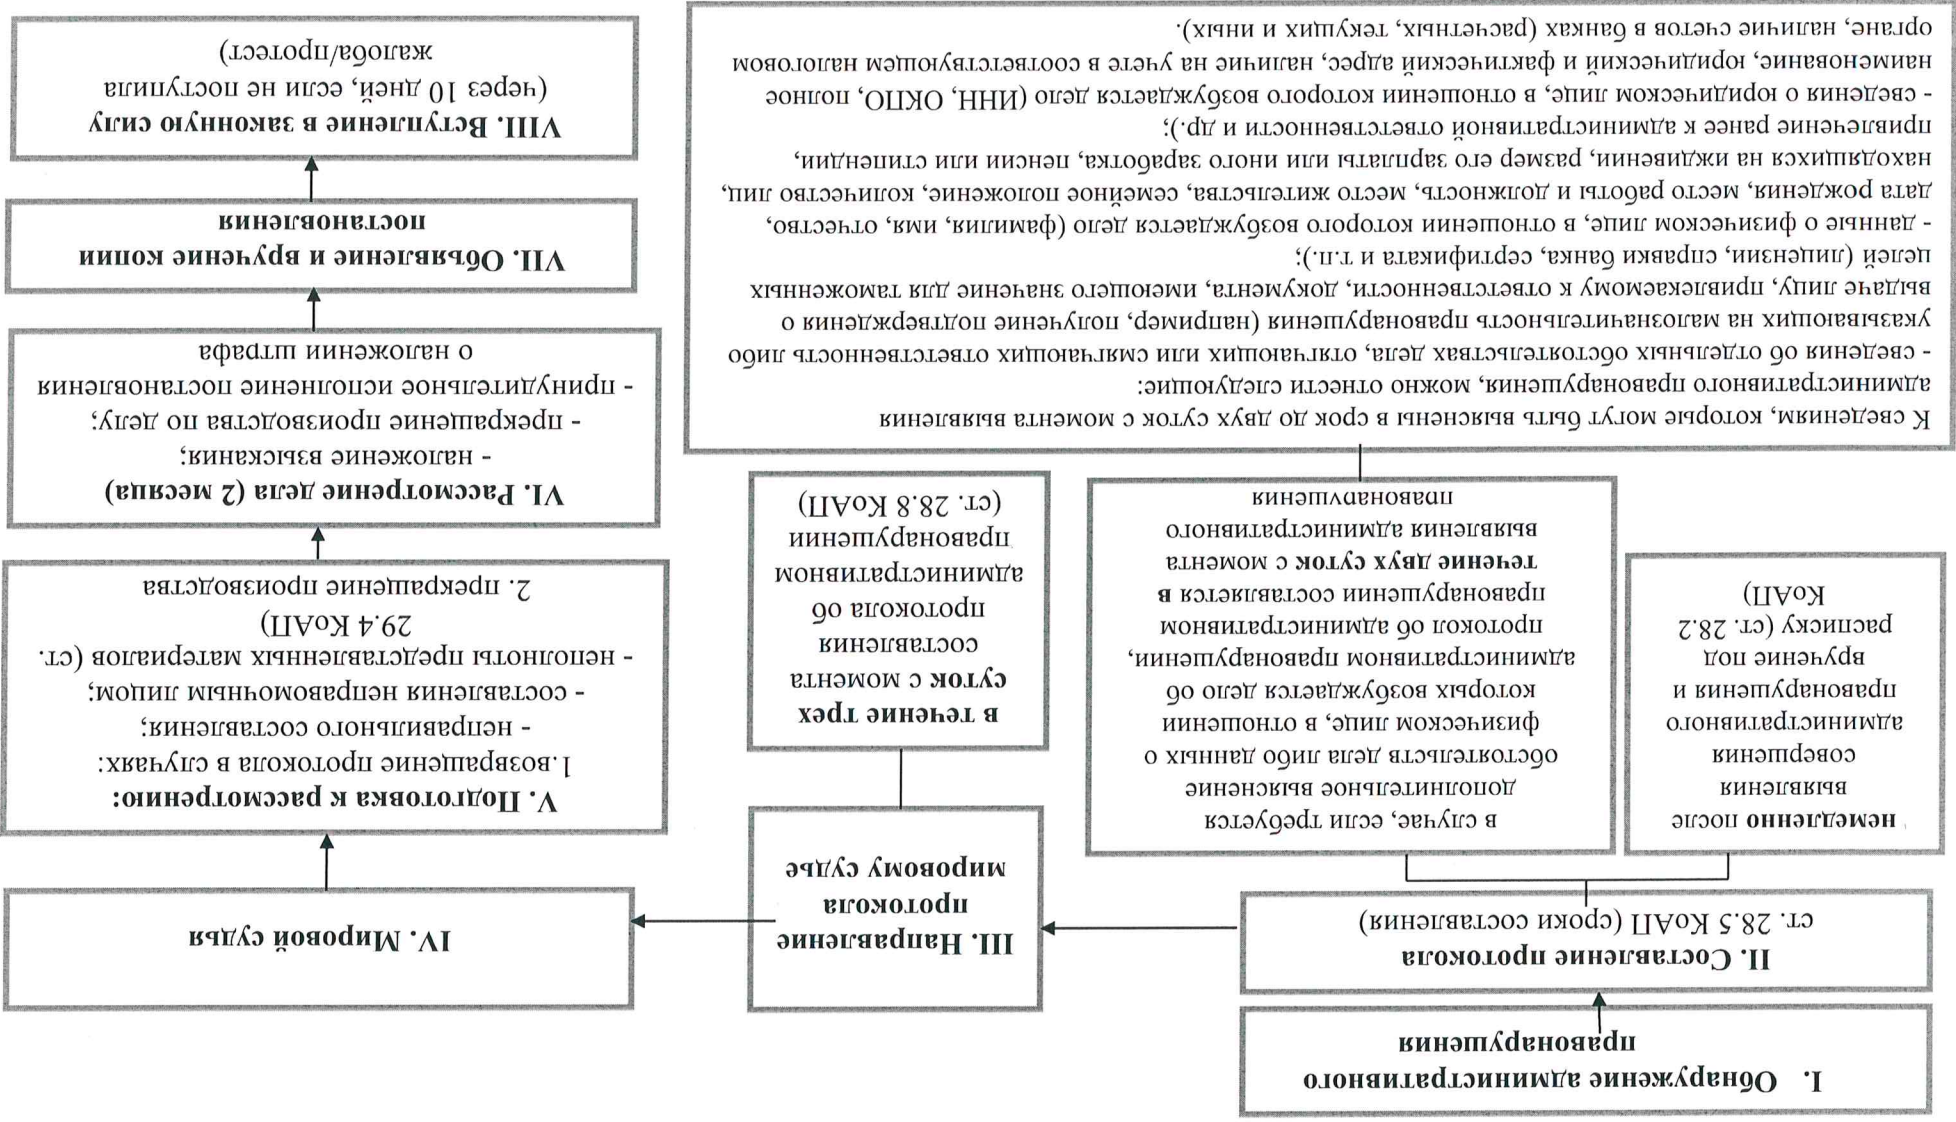 I. Обнаружение административного
правонарушения
II. Составление протокола
ст. 28.5 КоАП (сроки составления)
немедленно после
выявления
совершения
административного
правонарушения и
вручение под
расписку (ст. 28.2
КоАП)
в случае, если требуется
дополнительное выяснение
обстоятельств дела либо данных о
физическом лице, в отношении
которых возбуждается дело об
административном правонарушении,
протокол об административном
правонарушении составляется в
течение двух суток с момента
выявления административного
правонарушения
К сведениям, которые могут быть выяснены в срок до двух суток с момента выявления
административного правонарушения, можно отнести следующие:
- сведения об отдельных обстоятельствах дела, отягчающих или смягчающих ответственность либо
указывающих на малозначительность правонарушения (например, получение подтверждения о
выдаче лицу, привлекаемому к ответственности, документа, имеющего значение для таможенных
целей (лицензии, справки банка, сертификата и т.п.);
- данные о физическом лице, в отношении которого возбуждается дело (фамилия, имя, отчество,
дата рождения, место работы и должность, место жительства, семейное положение, количество лиц,
находящихся на иждивении, размер его зарплаты или иного заработка, пенсии или стипендии,
привлечение ранее к административной ответственности и др.);
- сведения о юридическом лице, в отношении которого возбуждается дело (ИНН, ОКПО, полное
наименование, юридический и фактический адрес, наличие на учете в соответствующем налоговом
органе, наличие счетов в банках (расчетных, текущих и иных).
III. Направление
протокола
мировому судье
в течение трех
суток с момента
составления
протокола об
административном
правонарушении
(ст. 28.8 КоАП)
IV. Мировой судья
V. Подготовка к рассмотрению:
1.возвращение протокола в случаях:
- неправильного составления;
- составления неправомочным лицом;
- неполноты представленных материалов (ст.
29.4 КоАП)
2. прекращение производства
VI. Рассмотрение дела (2 месяца)
- наложение взыскания;
- прекращение производства по делу;
- принудительное исполнение постановления
о наложении штрафа
VII. Объявление и вручение копии
постановления
VIII. Вступление в законную силу
(через 10 дней, если не поступила
жалоба/протест)